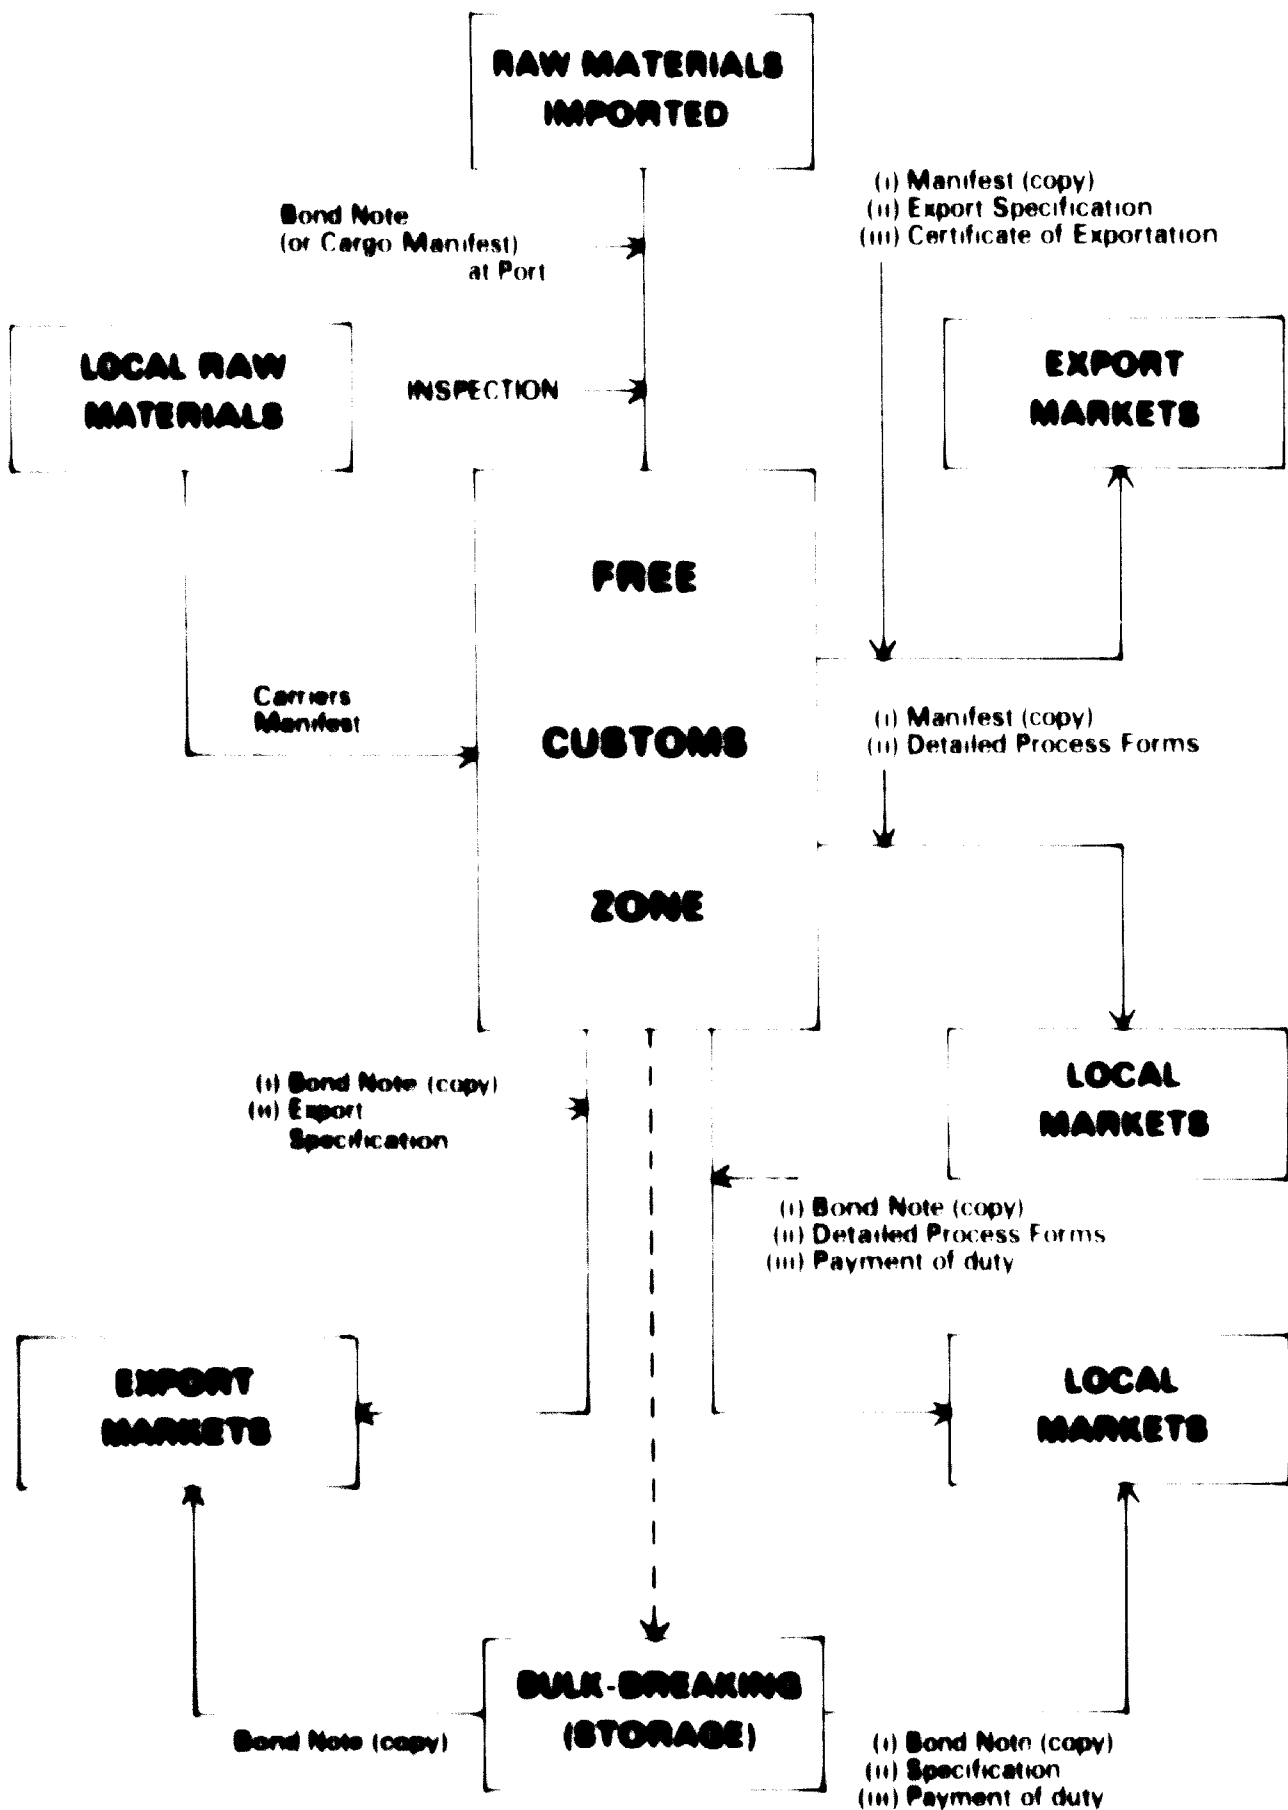 RAW MATERIALS
IMPORTED
(i) Manifest (copy)
(ii) Export Specification
(iii) Certificate of Exportation
Bond Note
(or Cargo Manifest)
at Port
LOCAL RAW
MATERIALS
INSPECTION
EXPORT
MARKETS
FREE
CUSTOMS
ZONE
Carriers
Manifest
(i) Manifest (copy)
(ii) Detailed Process Forms
LOCAL
MARKETS
(i) Bond Note (copy)
(ii) Export
Specification
(i) Bond Note (copy)
(ii) Detailed Process Forms
(iii) Payment of duty
EXPORT
MARKETS
LOCAL
MARKETS
BULK-BREAKING
(STORAGE)
Bond Note (copy)
(i) Bond Note (copy)
(ii) Specification
(iii) Payment of duty